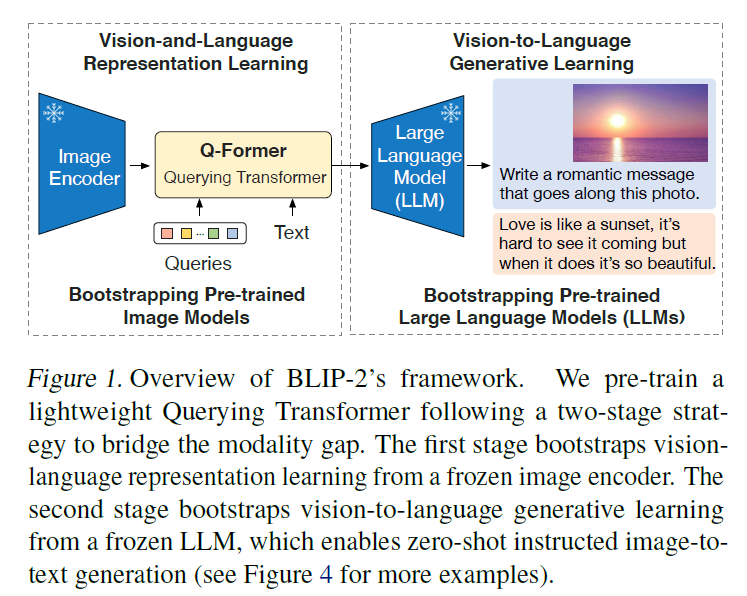 Vision-and-Language
Representation Learning
Vision-to-Language
Generative Learning
Image
Encoder
Q-Former
Querying Transformer
...
Queries
Text
Large
Language
Model
(LLM)
Write a romantic message
that goes along this photo.
Love is like a sunset, it's
hard to see it coming but
when it does it's so beautiful.
Bootstrapping Pre-trained
Image Models
Bootstrapping Pre-trained
Large Language Models (LLMs)
Figure 1. Overview of BLIP-2's framework. We pre-train a
lightweight Querying Transformer following a two-stage strat-
egy to bridge the modality gap. The first stage bootstraps vision-
language representation learning from a frozen image encoder. The
second stage bootstraps vision-to-language generative learning
from a frozen LLM, which enables zero-shot instructed image-to-
text generation (see Figure 4 for more examples).